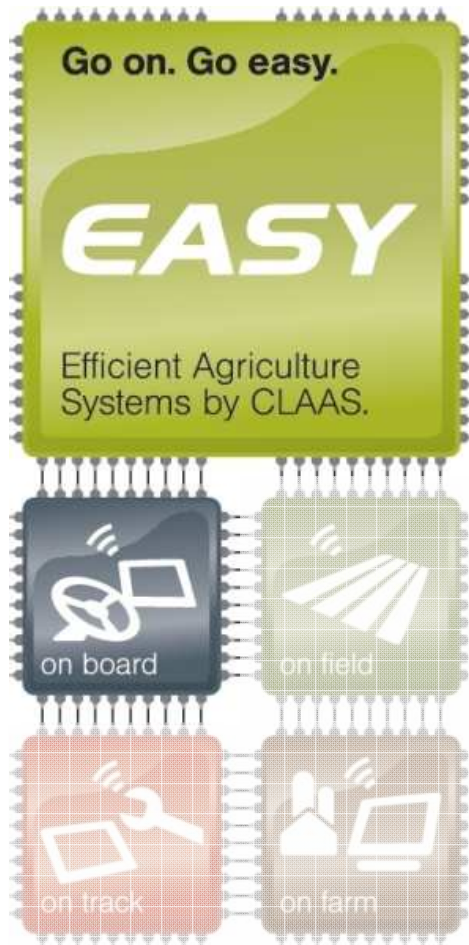 Go on. Go easy.
EASY
Efficient Agriculture
Systems by CLAAS.
on board
on field
on track
on farm